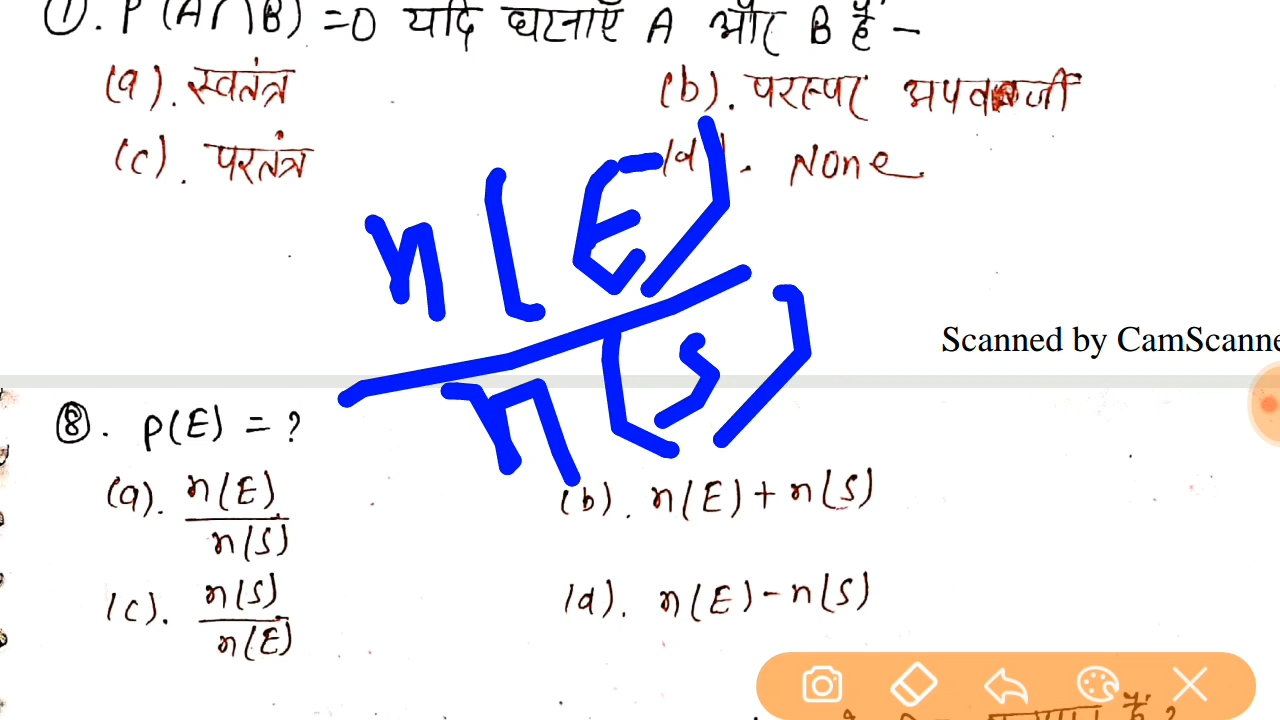 ⑦. P(A∩B) =0 यदि घटनाएँ A और B हैं –
(a). स्वतंत्र (b). परस्पर अपवर्जी
(c). परतंत्र (d). None
n(E)
n(S)
Scanned by CamScanne
⑧. P(E) = ?
(a). n(E)/n(S) (b). n(E)+n(S)
(c). n(S)/n(E) (d). n(E)-n(S)